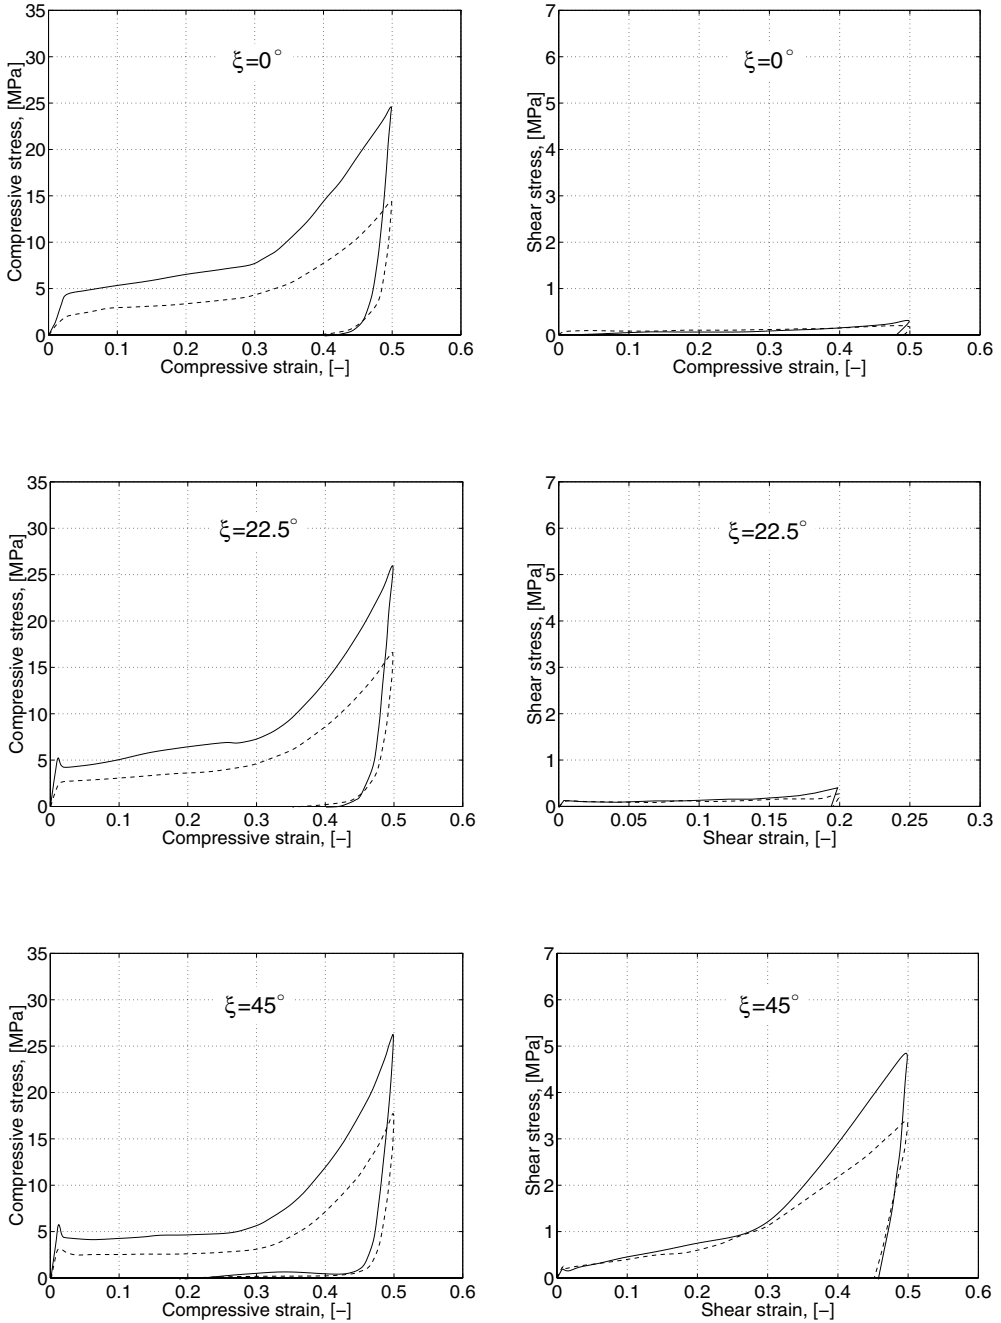 35
30
25
20
15
10
5
0
Compressive stress, [MPa]
ξ=0°
0 0.1 0.2 0.3 0.4 0.5 0.6
Compressive strain, [−]
7
6
5
4
3
2
1
0
Shear stress, [MPa]
ξ=0°
0 0.1 0.2 0.3 0.4 0.5 0.6
Compressive strain, [−]
35
30
25
20
15
10
5
0
Compressive stress, [MPa]
ξ=22.5°
0 0.1 0.2 0.3 0.4 0.5 0.6
Compressive strain, [−]
7
6
5
4
3
2
1
0
Shear stress, [MPa]
ξ=22.5°
0 0.05 0.1 0.15 0.2 0.25 0.3
Shear strain, [−]
35
30
25
20
15
10
5
0
Compressive stress, [MPa]
ξ=45°
0 0.1 0.2 0.3 0.4 0.5 0.6
Compressive strain, [−]
7
6
5
4
3
2
1
0
Shear stress, [MPa]
ξ=45°
0 0.1 0.2 0.3 0.4 0.5 0.6
Shear strain, [−]